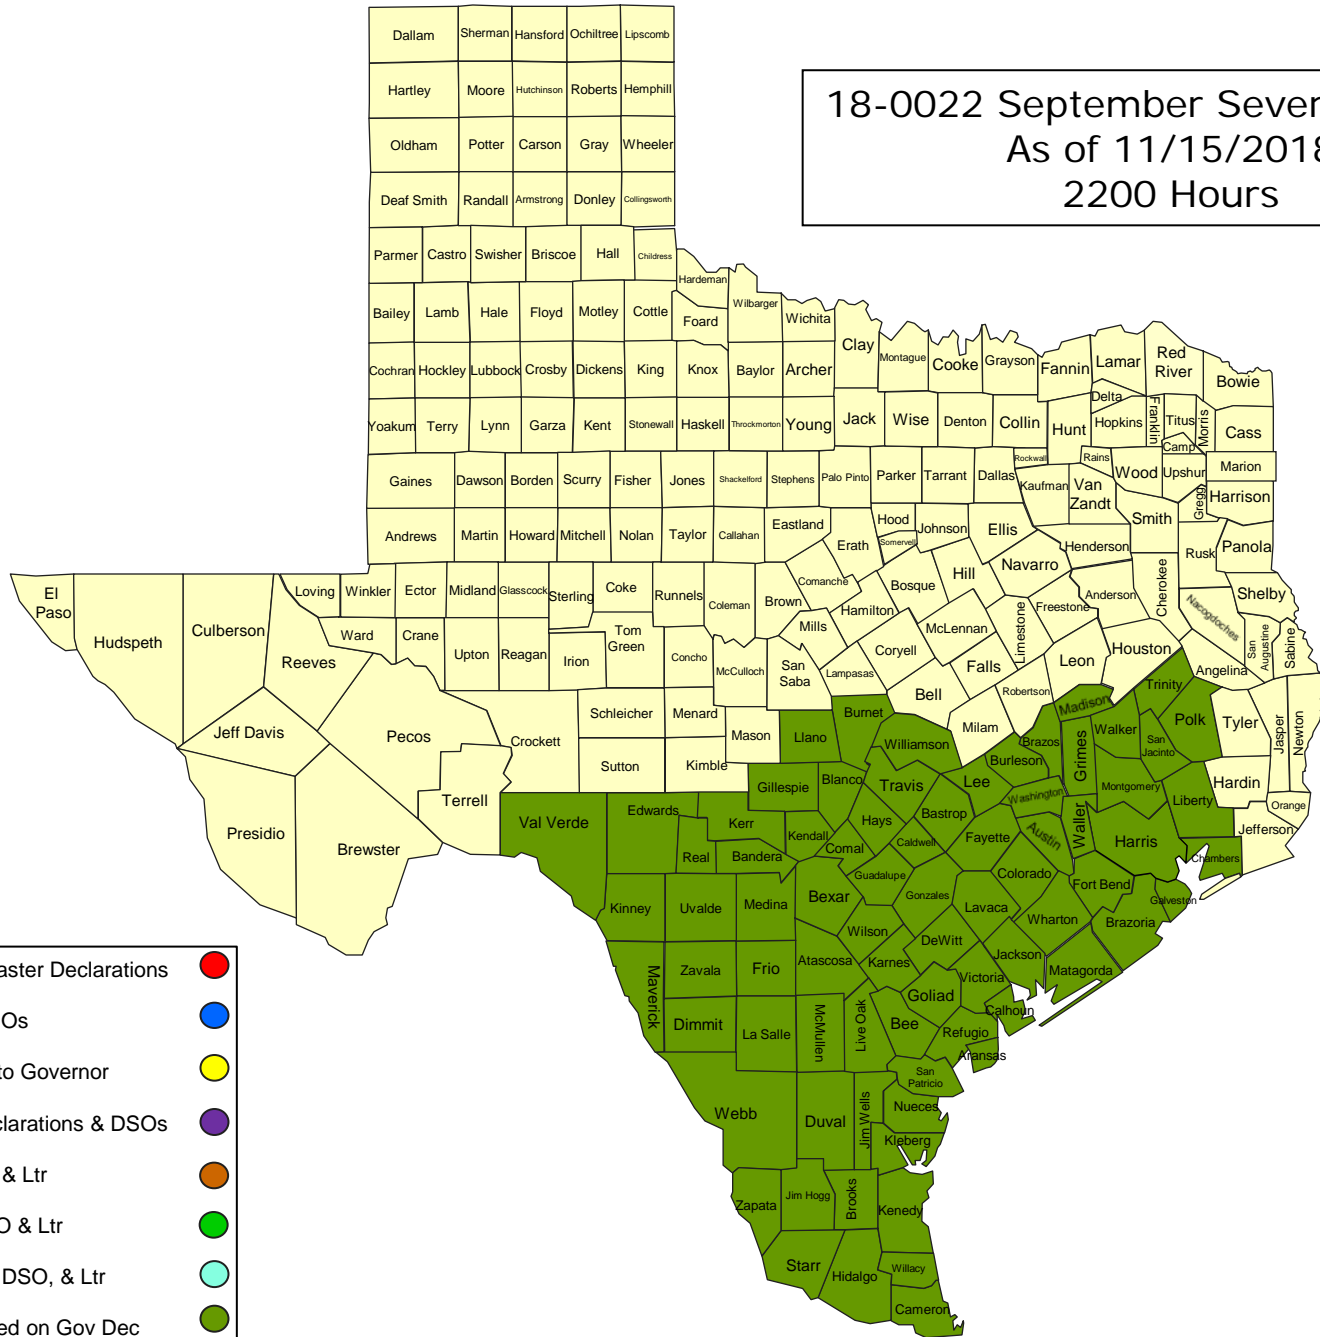 Dallam Sherman Hansford Ochiltree Lipscomb
Hartley Moore Hutchinson Roberts Hemphill
18-0022 September Sever
As of 11/15/2018
2200 Hours
Oldham Potter Carson Gray Wheeler
Deaf Smith Randall Armstrong Donley Collingsworth
Parmer Castro Swisher Briscoe Hall Childress
Hardeman
Bailey Lamb Hale Floyd Motley Cottle Foard Wilbarger Wichita
Clay Montague Cooke Grayson Fannin Lamar Red
River Bowie
Cochran Hockley Lubbock Crosby Dickens King Knox Baylor Archer
Delta
Yoakum Terry Lynn Garza Kent Stonewall Haskell Throckmorton Young Jack Wise Denton Collin Hunt Hopkins Franklin Titus Morris Cass
Camp
Rockwall Rains Wood Upshur Marion
Gaines Dawson Borden Scurry Fisher Jones Shackelford Stephens Palo Pinto Parker Tarrant Dallas Kaufman Van
Zandt Gregg Harrison
Andrews Martin Howard Mitchell Nolan Taylor Callahan Eastland Erath Hood Somervell Johnson Ellis Henderson Smith Rusk Panola
El
Paso Hudspeth Culberson Loving Winkler Ector Midland Glasscock Sterling Coke Runnels Coleman Brown Comanche Bosque Hill Navarro Anderson Cherokee Nacogdoches Shelby
Hamilton Limestone Freestone
Reeves Ward Crane Upton Reagan Irion Tom
Green Concho McCulloch San
Saba Mills Lampasas Coryell McLennan Falls Leon Houston Angelina San
Augustine Sabine
Bell Robertson Madison Trinity
Jeff Davis Pecos Crockett Schleicher Menard Mason Llano Burnet Williamson Milam Brazos Grimes Walker San
Jacinto Polk Tyler Jasper Newton
Sutton Kimble Gillespie Blanco Travis Lee Burleson Washington Montgomery Liberty Hardin Orange
Presidio Brewster Terrell Val Verde Edwards Kerr Kendall Hays Bastrop Caldwell Fayette Austin Waller Harris Jefferson
Real Bandera Comal Guadalupe Chambers
Kinney Uvalde Medina Bexar Gonzales Lavaca Colorado Fort Bend Galveston
Wilson Wharton Brazoria
Maverick Zavala Frio Atascosa Karnes DeWitt Jackson Matagorda
Victoria
Dimmit La Salle McMullen Live Oak Bee Goliad Calhoun
Refugio
Aransas
San
Patricio
Webb Duval Jim Wells Nueces
Kleberg
Zapata Jim Hogg Brooks Kenedy
Starr Hidalgo Willacy
Cameron
aster Declarations
Os
to Governor
clarations & DSOs
& Ltr
O & Ltr
DSO, & Ltr
ed on Gov Dec